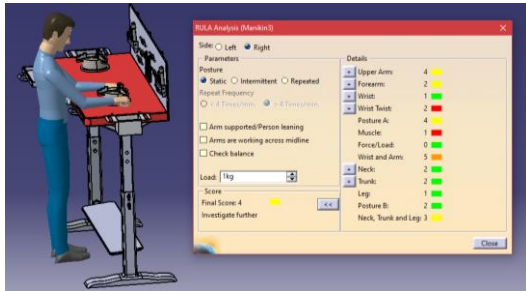 RULA Analysis (Manikin3)
Side: Left Right
Parameters
Posture
Static Intermittent Repeated
Repeat Frequency
< 4 Times/min. > 4 Times/min.
Arm supported/Person leaning
Arms are working across midline
Check balance
Load: 1kg
Score
Final Score: 4
<<
Investigate further
Details
+ Upper Arm: 4
+ Forearm: 2
+ Wrist: 1
+ Wrist Twist: 2
Posture A: 4
Muscle: 1
Force/Load: 0
Wrist and Arm: 5
+ Neck: 2
+ Trunk: 2
Leg: 1
Posture B: 2
Neck, Trunk and Leg: 3
Close